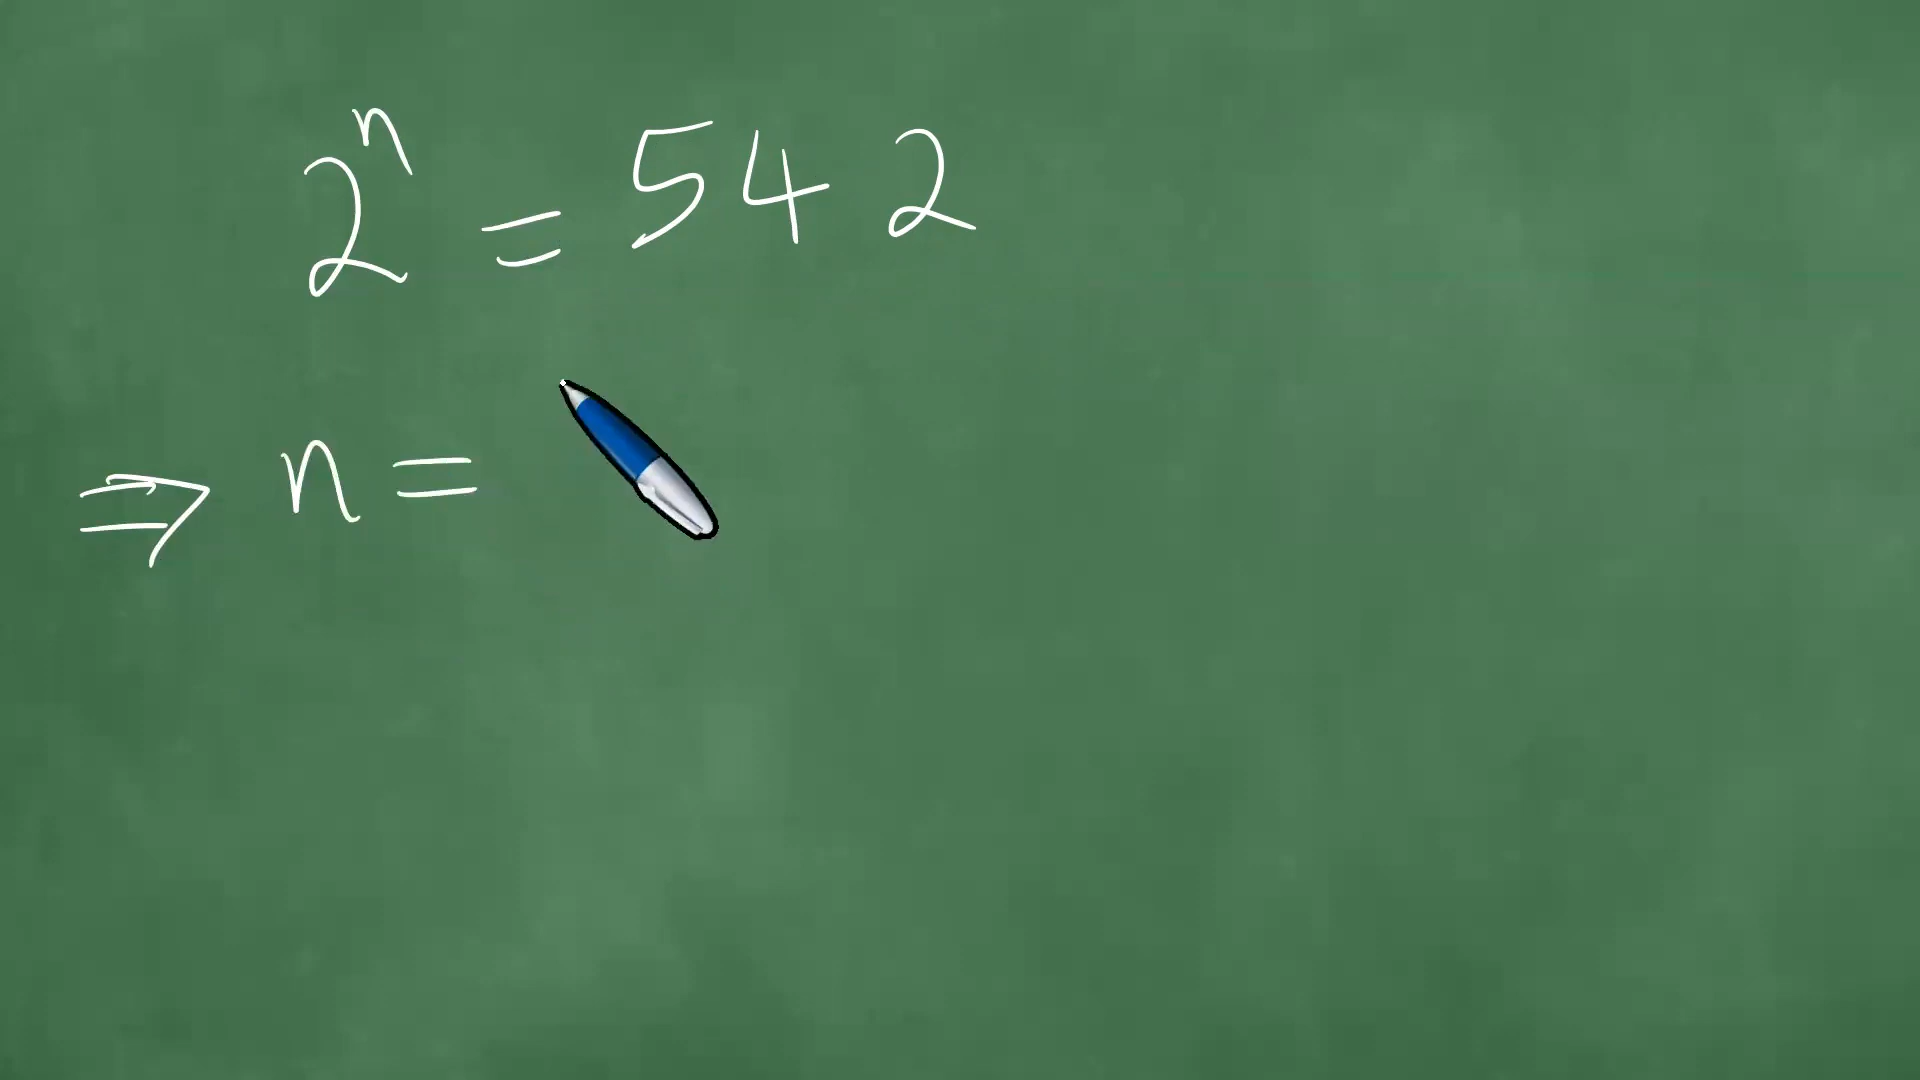 2ⁿ = 542
⇒ n =